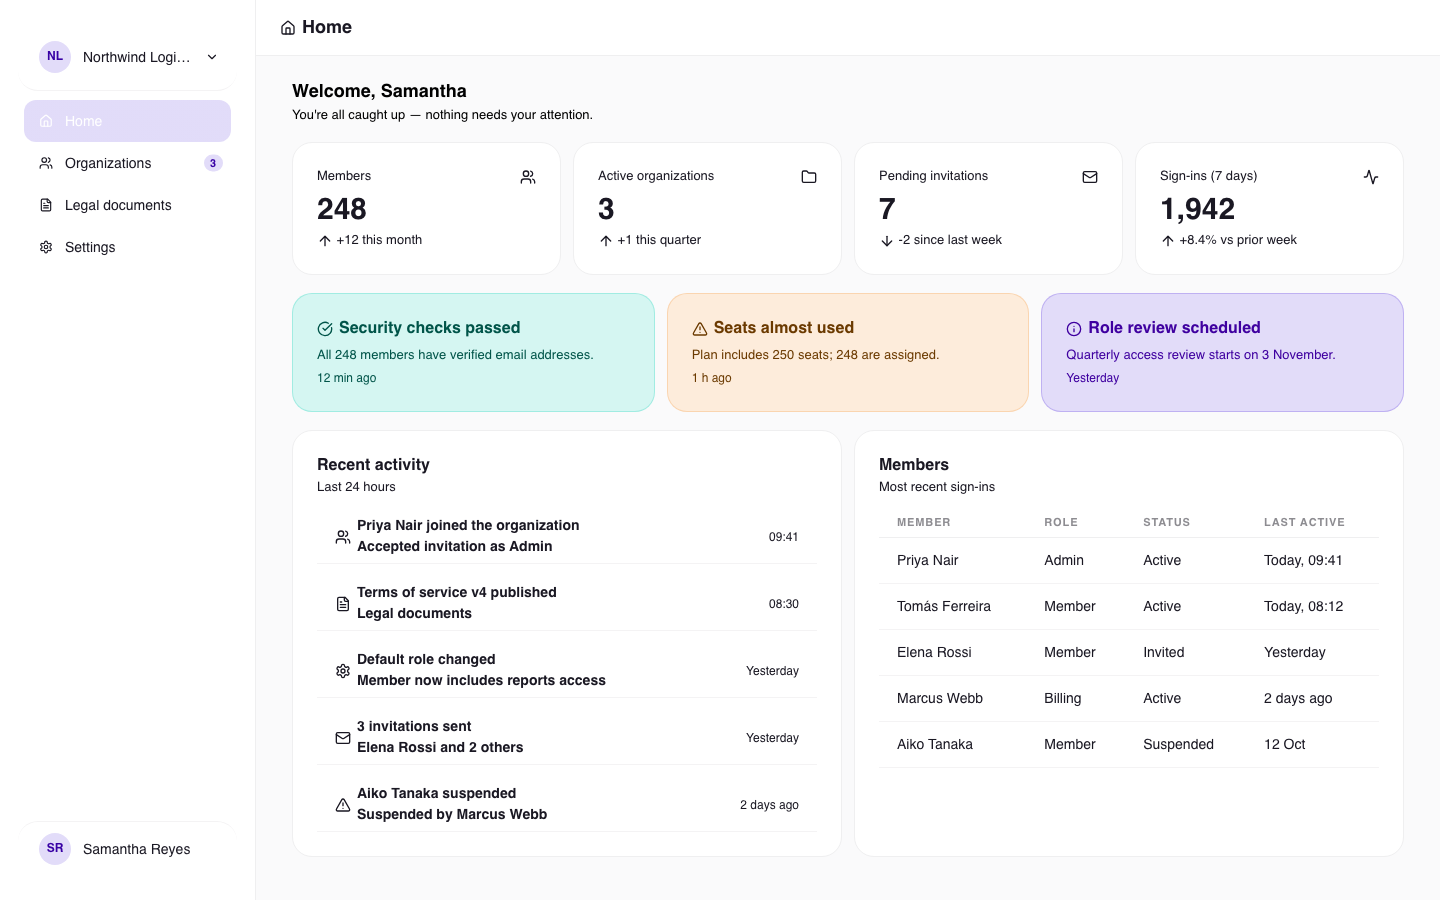 NL
Northwind Logi...
Home
Organizations
3
Legal documents
Settings
SR
Samantha Reyes
Home
Welcome, Samantha
You're all caught up — nothing needs your attention.
Members
248
+12 this month
Active organizations
3
+1 this quarter
Pending invitations
7
-2 since last week
Sign-ins (7 days)
1,942
+8.4% vs prior week
Security checks passed
All 248 members have verified email addresses.
12 min ago
Seats almost used
Plan includes 250 seats; 248 are assigned.
1 h ago
Role review scheduled
Quarterly access review starts on 3 November.
Yesterday
Recent activity
Last 24 hours
Priya Nair joined the organization
Accepted invitation as Admin
09:41
Terms of service v4 published
Legal documents
08:30
Default role changed
Member now includes reports access
Yesterday
3 invitations sent
Elena Rossi and 2 others
Yesterday
Aiko Tanaka suspended
Suspended by Marcus Webb
2 days ago
Members
Most recent sign-ins
MEMBER ROLE STATUS LAST ACTIVE
Priya Nair Admin Active Today, 09:41
Tomás Ferreira Member Active Today, 08:12
Elena Rossi Member Invited Yesterday
Marcus Webb Billing Active 2 days ago
Aiko Tanaka Member Suspended 12 Oct